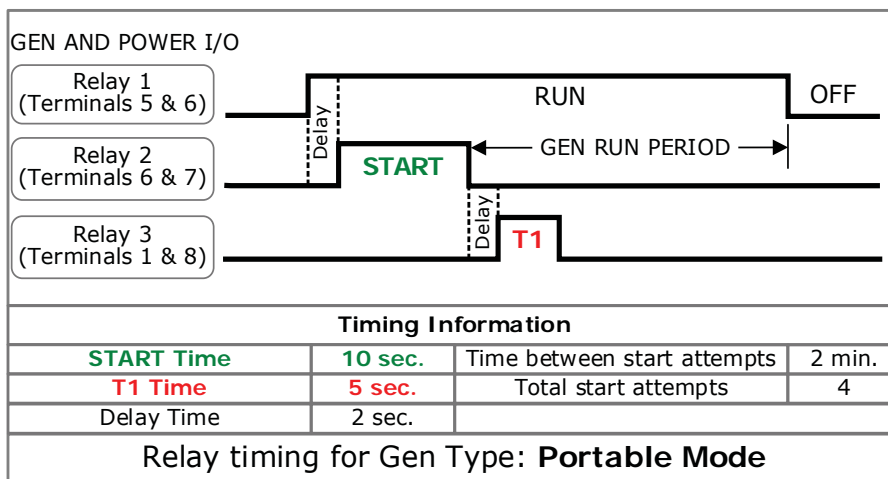 GEN AND POWER I/O
Relay 1
(Terminals 5 & 6)
Delay
RUN
OFF
Relay 2
(Terminals 6 & 7)
START
GEN RUN PERIOD
Relay 3
(Terminals 1 & 8)
Delay
T1
Timing Information
START Time 10 sec. Time between start attempts 2 min.
T1 Time 5 sec. Total start attempts 4
Delay Time 2 sec.
Relay timing for Gen Type: Portable Mode